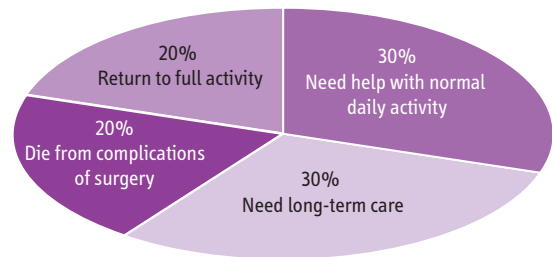 20%
Return to full activity
30%
Need help with normal
daily activity
20%
Die from complications
of surgery
30%
Need long-term care